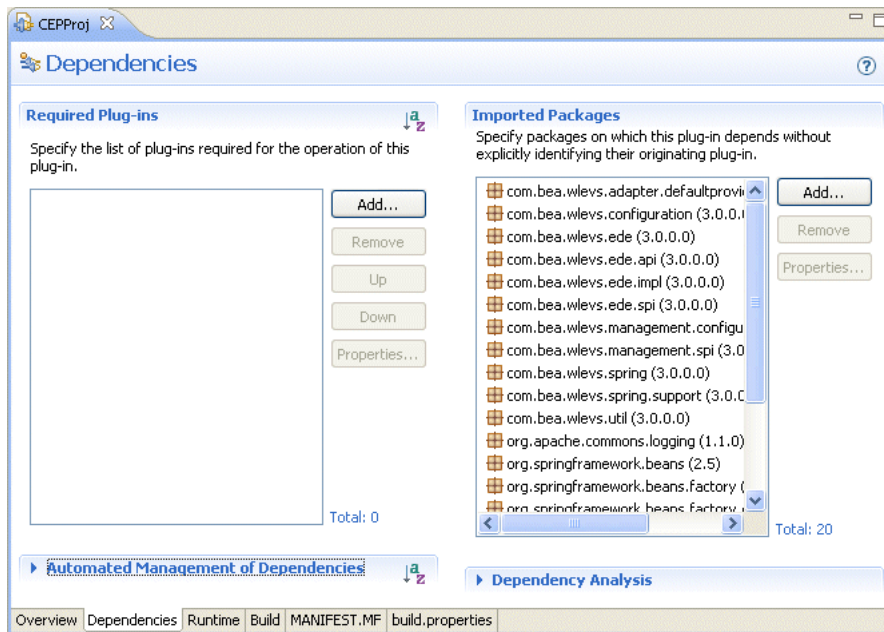 CEPProj
Dependencies
Required Plug-ins
Specify the list of plug-ins required for the operation of this
plug-in.
Add...
Remove
Up
Down
Properties...
Total: 0
Automated Management of Dependencies
Imported Packages
Specify packages on which this plug-in depends without
explicitly identifying their originating plug-in.
com.bea.wlevs.adapter.defaultprovi
com.bea.wlevs.configuration (3.0.0.
com.bea.wlevs.ede (3.0.0.0)
com.bea.wlevs.ede.api (3.0.0.0)
com.bea.wlevs.ede.impl (3.0.0.0)
com.bea.wlevs.ede.spi (3.0.0.0)
com.bea.wlevs.management.configu
com.bea.wlevs.management.spi (3.0
com.bea.wlevs.spring (3.0.0.0)
com.bea.wlevs.spring.support (3.0.0
com.bea.wlevs.util (3.0.0.0)
org.apache.commons.logging (1.1.0)
org.springframework.beans (2.5)
org.springframework.beans.factory (
org.springframework.beans.factory
Add...
Remove
Properties...
Total: 20
Dependency Analysis
Overview Dependencies Runtime Build MANIFEST.MF build.properties